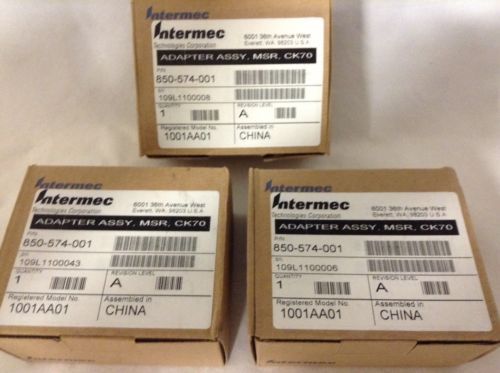 Intermec
Technologies Corporation
6001 36th Avenue West
Everett, WA, 98203 U.S.A
ADAPTER ASSY, MSR, CK70
P/N
850-574-001
S/N
109L1100008
QUANTITY
1
REVISION LEVEL
A
Registered Model No.
1001AA01
Assembled in
CHINA
Intermec
Technologies Corporation
6001 36th Avenue West
Everett, WA, 98203 U.S.A
ADAPTER ASSY, MSR, CK70
P/N
850-574-001
S/N
109L1100043
QUANTITY
1
REVISION LEVEL
A
Registered Model No.
1001AA01
Assembled in
CHINA
Intermec
Intermec
Technologies Corporation
6001 36th Avenue West
Everett, WA, 98203 U.S.A
ADAPTER ASSY, MSR, CK70
P/N
850-574-001
S/N
109L1100006
QUANTITY
1
REVISION LEVEL
A
Registered Model No.
1001AA01
Assembled in
CHINA
Intermec